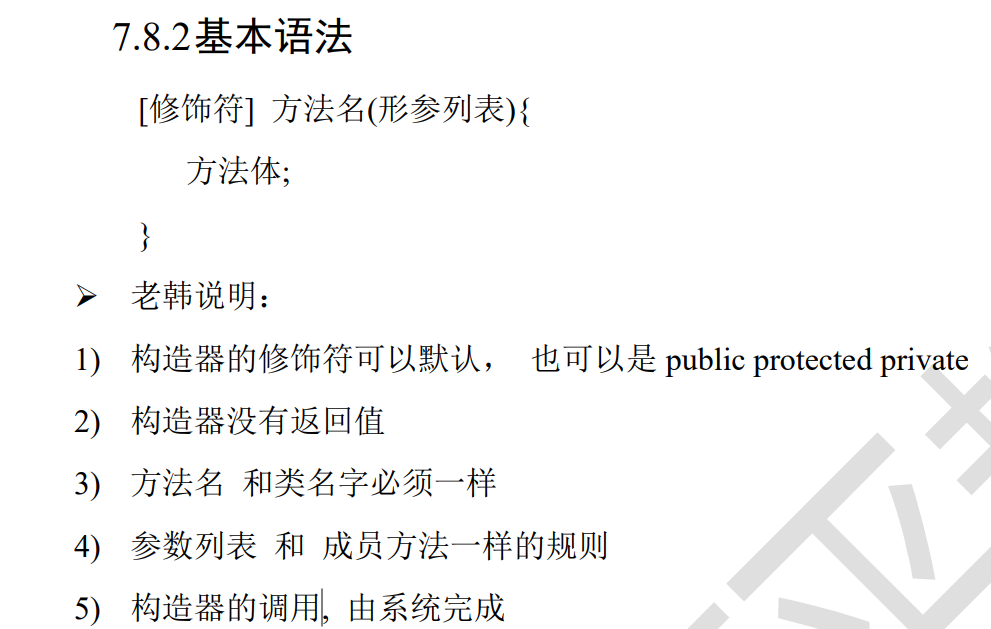 7.8.2基本语法
[修饰符] 方法名(形参列表){
方法体;
}
➢ 老韩说明：
1) 构造器的修饰符可以默认， 也可以是 public protected private
2) 构造器没有返回值
3) 方法名 和类名字必须一样
4) 参数列表 和 成员方法一样的规则
5) 构造器的调用, 由系统完成